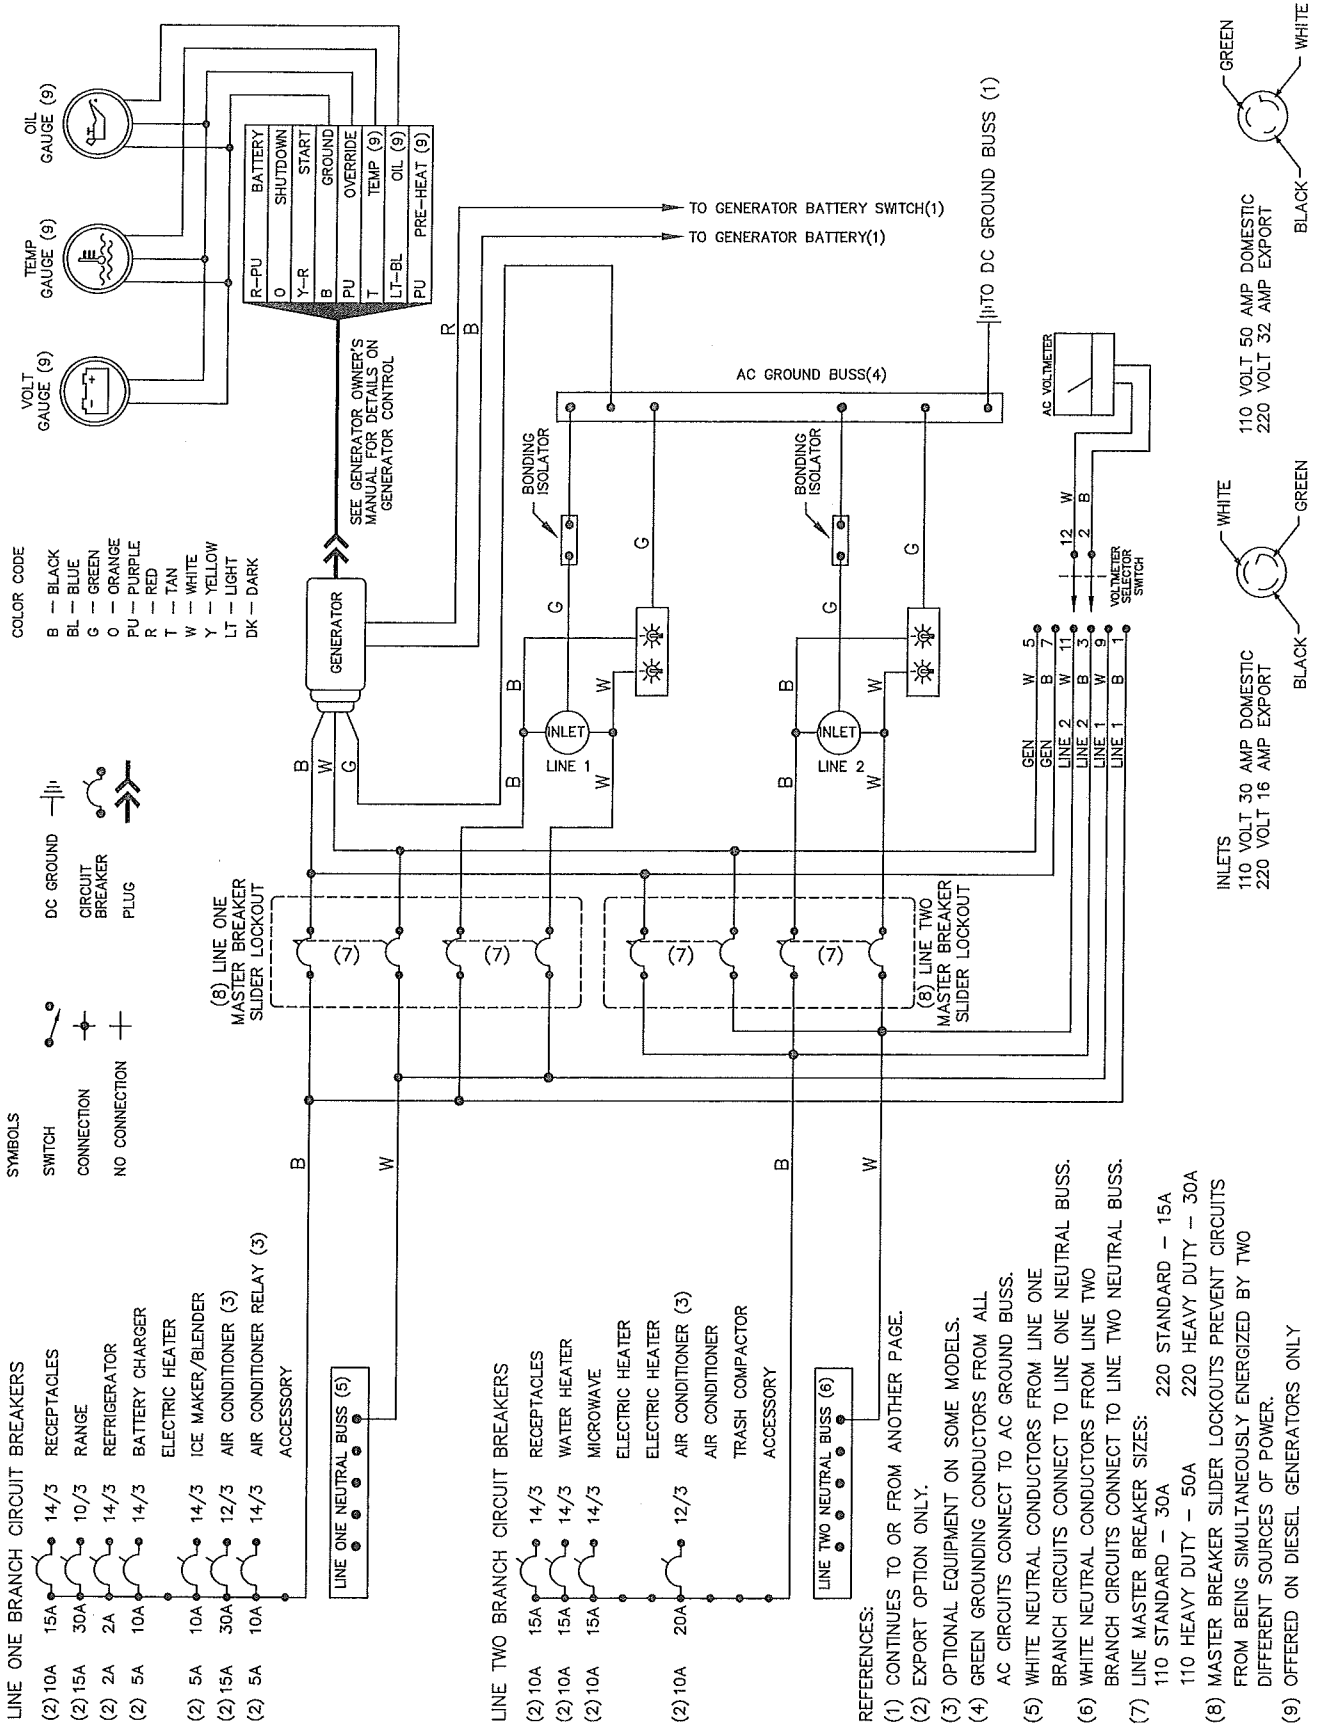 LINE ONE BRANCH CIRCUIT BREAKERS
(2) 10A 15A 14/3 RECEPTACLES
(2) 15A 30A 10/3 RANGE
(2) 2A 2A 14/3 REFRIGERATOR
(2) 5A 10A 14/3 BATTERY CHARGER
ELECTRIC HEATER
(2) 5A 10A 14/3 ICE MAKER/BLENDER
(2) 15A 30A 12/3 AIR CONDITIONER (3)
(2) 5A 10A 14/3 AIR CONDITIONER RELAY (3)
ACCESSORY
LINE ONE NEUTRAL BUSS (5)
LINE TWO BRANCH CIRCUIT BREAKERS
(2) 10A 15A 14/3 RECEPTACLES
(2) 10A 15A 14/3 WATER HEATER
(2) 10A 15A 14/3 MICROWAVE
ELECTRIC HEATER
ELECTRIC HEATER
(2) 10A 20A 12/3 AIR CONDITIONER (3)
AIR CONDITIONER
TRASH COMPACTOR
ACCESSORY
LINE TWO NEUTRAL BUSS (6)
REFERENCES:
(1) CONTINUES TO OR FROM ANOTHER PAGE.
(2) EXPORT OPTION ONLY.
(3) OPTIONAL EQUIPMENT ON SOME MODELS.
(4) GREEN GROUNDING CONDUCTORS FROM ALL
AC CIRCUITS CONNECT TO AC GROUND BUSS.
(5) WHITE NEUTRAL CONDUCTORS FROM LINE ONE
BRANCH CIRCUITS CONNECT TO LINE ONE NEUTRAL BUSS.
(6) WHITE NEUTRAL CONDUCTORS FROM LINE TWO
BRANCH CIRCUITS CONNECT TO LINE TWO NEUTRAL BUSS.
(7) LINE MASTER BREAKER SIZES:
110 STANDARD – 30A 220 STANDARD – 15A
110 HEAVY DUTY – 50A 220 HEAVY DUTY – 30A
(8) MASTER BREAKER SLIDER LOCKOUTS PREVENT CIRCUITS
FROM BEING SIMULTANEOUSLY ENERGIZED BY TWO
DIFFERENT SOURCES OF POWER.
(9) OFFERED ON DIESEL GENERATORS ONLY
SYMBOLS
SWITCH
CONNECTION
NO CONNECTION
DC GROUND
CIRCUIT
BREAKER
PLUG
COLOR CODE
B – BLACK
BL – BLUE
G – GREEN
O – ORANGE
PU – PURPLE
R – RED
T – TAN
W – WHITE
Y – YELLOW
LT – LIGHT
DK – DARK
VOLT
GAUGE (9)
TEMP
GAUGE (9)
OIL
GAUGE (9)
R–PU BATTERY
O SHUTDOWN
Y–R START
B GROUND
PU OVERRIDE
T TEMP (9)
LT–BL OIL (9)
PU PRE–HEAT (9)
SEE GENERATOR OWNER'S
MANUAL FOR DETAILS ON
GENERATOR CONTROL
GENERATOR
R
B
TO GENERATOR BATTERY SWITCH(1)
TO GENERATOR BATTERY(1)
B
W
G
(8) LINE ONE
MASTER BREAKER
SLIDER LOCKOUT
(7)
(7)
(7)
(7)
(8) LINE TWO
MASTER BREAKER
SLIDER LOCKOUT
B
W
B
W
B
B
INLET
W
W
LINE 1
G
BONDING
ISOLATOR
G
B
B
INLET
W
W
LINE 2
G
BONDING
ISOLATOR
G
AC GROUND BUSS(4)
TO DC GROUND BUSS (1)
GEN W 5
GEN B 7
LINE 2 W 11
LINE 2 B 3
LINE 1 W 9
LINE 1 B 1
VOLTMETER
SELECTOR
SWITCH
12 W
2 B
AC VOLTMETER
INLETS
110 VOLT 30 AMP DOMESTIC
220 VOLT 16 AMP EXPORT
BLACK
WHITE
GREEN
110 VOLT 50 AMP DOMESTIC
220 VOLT 32 AMP EXPORT
BLACK
GREEN
WHITE